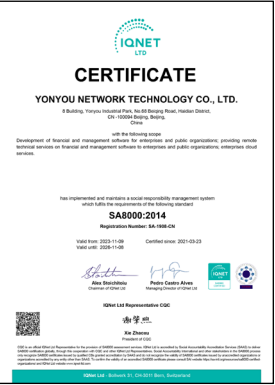 IQNET
LTD
CERTIFICATE
YONYOU NETWORK TECHNOLOGY CO., LTD.
8 Building, Yonyou Industrial Park, No.68 Beiqing Road, Haidian District,
CN -100094 Beijing, Beijing,
China
with the following scope
Development of financial and management software for enterprises and public organizations; providing remote
technical services on financial and management software to enterprises and public organizations; enterprises cloud
services.
has implemented and maintains a social responsibility management system
which fulfils the requirements of the following standard
SA8000:2014
Registration Number: SA-1988-CN
Valid from: 2023-11-09
Certified since: 2021-03-23
Valid until: 2026-11-08
Alex Stoichitoiu
Chairman of IQNet Ltd
Pedro Castro Alves
Managing Director of IQNet Ltd
IQNET
LTD
IQNet Ltd Representative CQC
Xie Zhaoxu
President of CQC
IQNet Ltd - Bollwerk 31, CH-3011 Bern, Switzerland